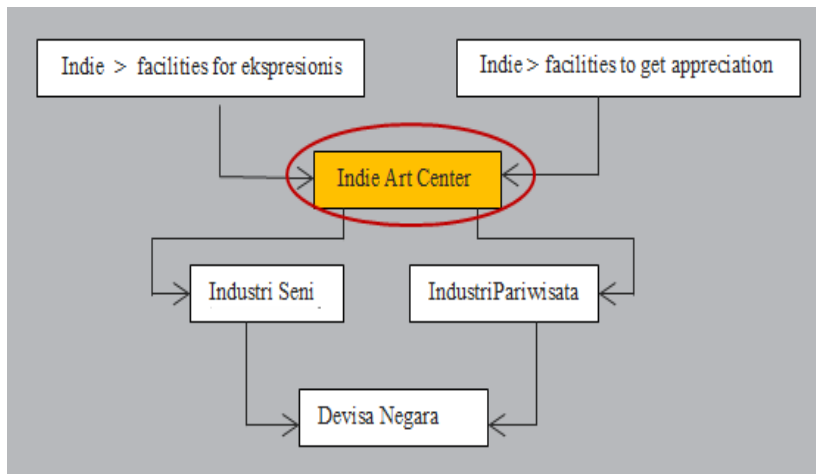 Indie > facilities for ekspresionis
Indie > facilities to get appreciation
Indie Art Center
Industri Seni
IndustriPariwisata
Devisa Negara